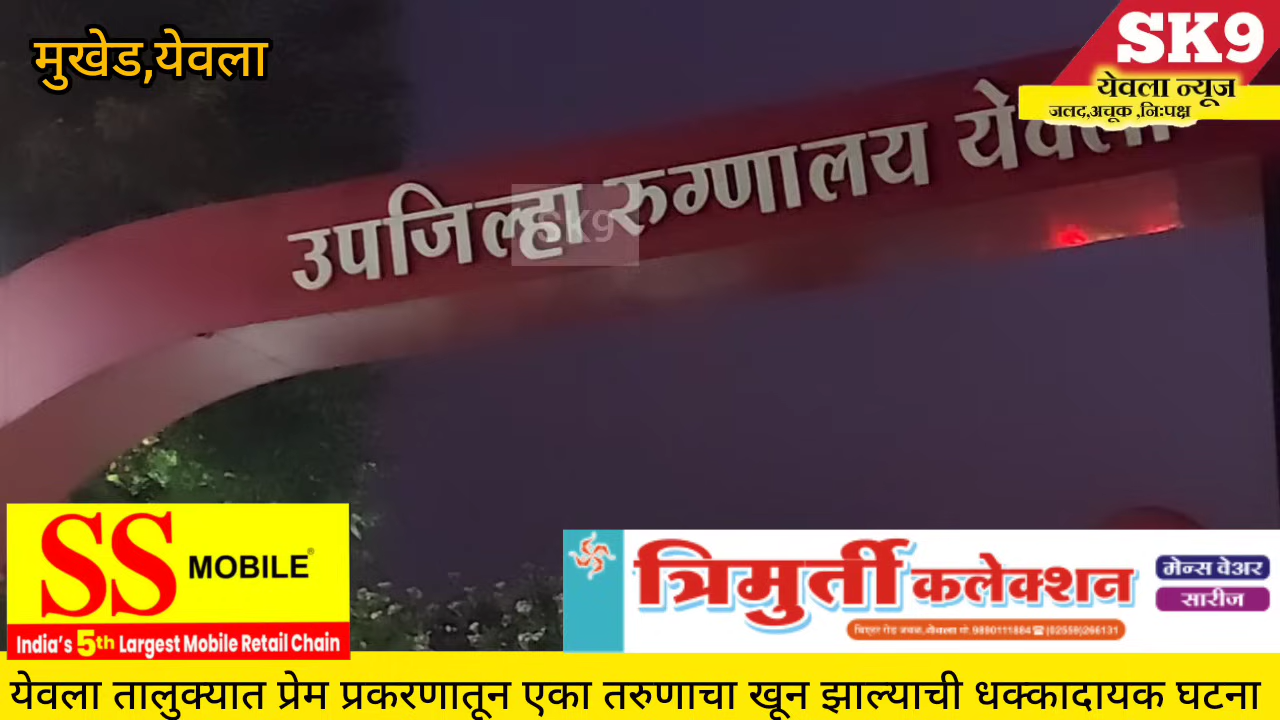 मुखेड,येवला
SK9
येवला न्यूज
जलद,अचूक ,निःपक्ष
उपजिल्हा रुग्णालय येवला
SK9
SS MOBILE®
India's 5th Largest Mobile Retail Chain
त्रिमुर्ती कलेक्शन
मेन्स वेअर
सारीज
येवला तालुक्यात प्रेम प्रकरणातून एका तरुणाचा खून झाल्याची धक्कादायक घटना